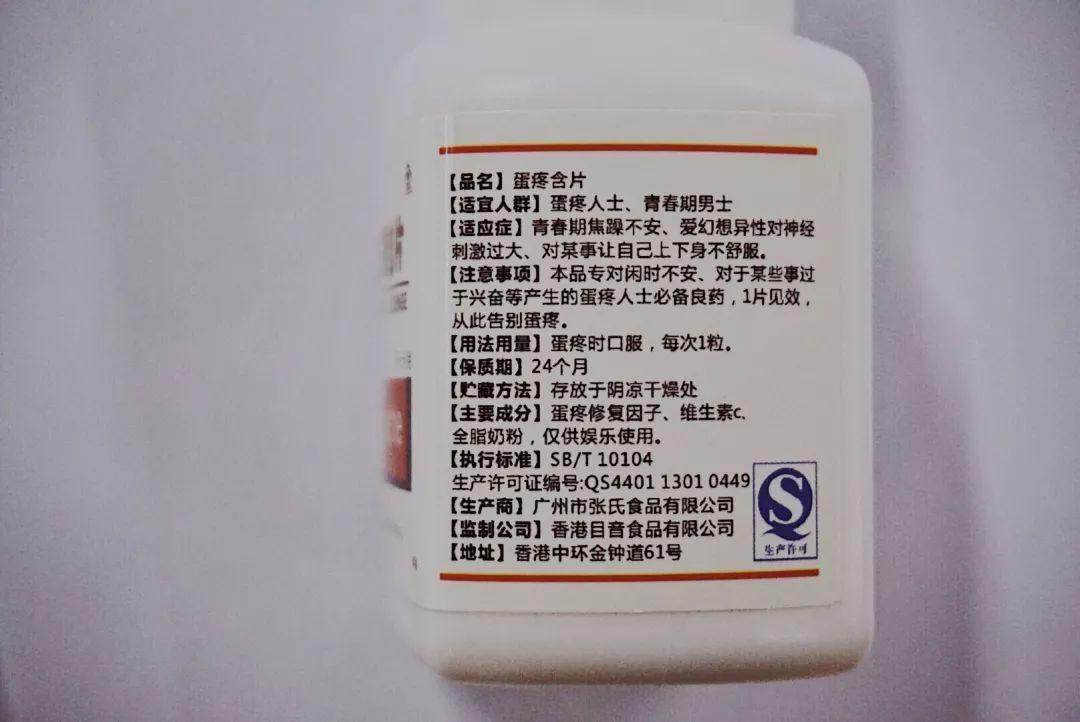 【品名】蛋疼含片
【适宜人群】蛋疼人士、青春期男士
【适应症】青春期焦躁不安、爱幻想异性对神经
刺激过大、对某事让自己上下身不舒服。
【注意事项】本品专对闲时不安、对于某些事过
于兴奋等产生的蛋疼人士必备良药，1片见效，
从此告别蛋疼。
【用法用量】蛋疼时口服，每次1粒。
【保质期】24个月
【贮藏方法】存放于阴凉干燥处
【主要成分】蛋疼修复因子、维生素c、
全脂奶粉，仅供娱乐使用。
【执行标准】SB/T 10104
生产许可证编号:QS4401 1301 0449
【生产商】广州市张氏食品有限公司
【监制公司】香港目音食品有限公司
【地址】香港中环金钟道61号
生产许可